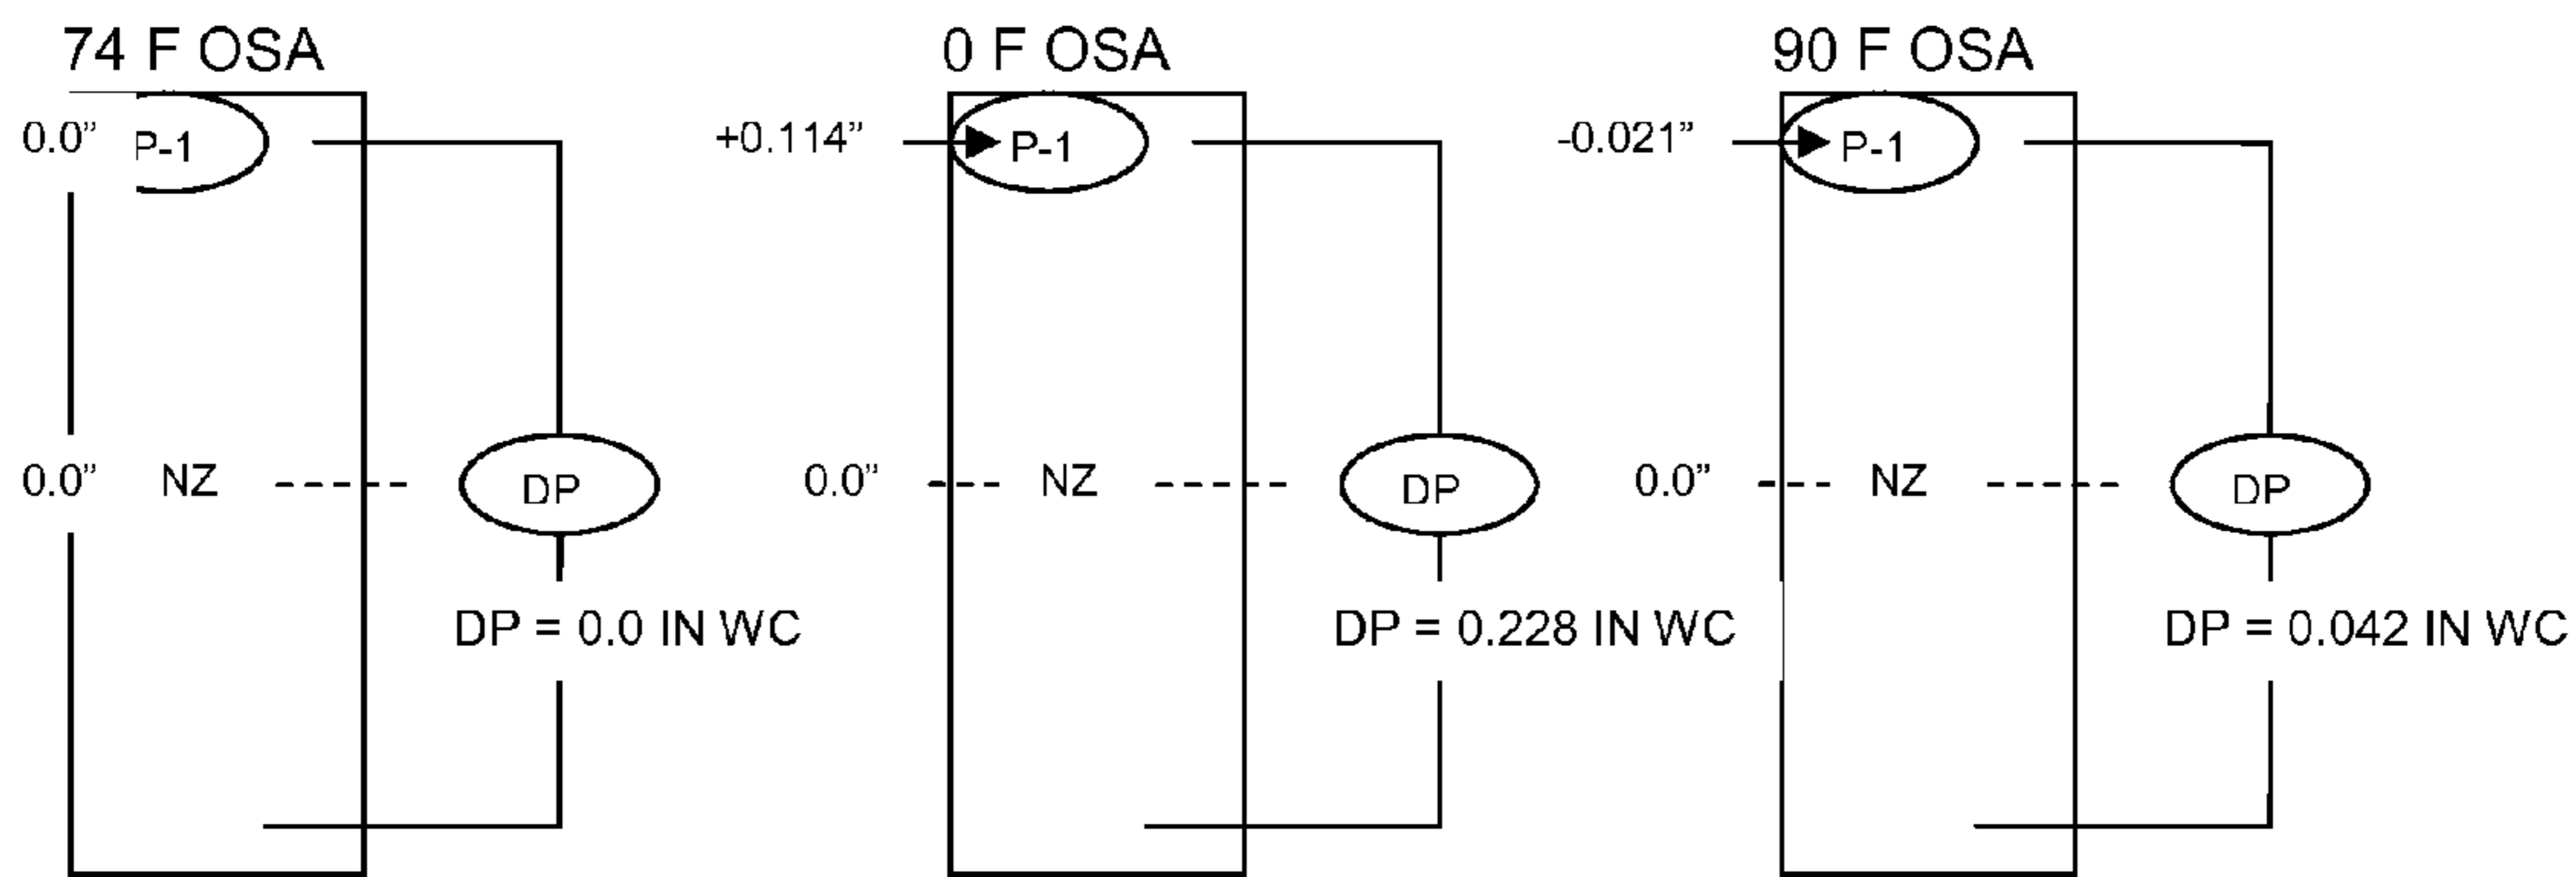 74 F OSA
0.0”
P-1
0.0”
NZ
DP
DP = 0.0 IN WC
0 F OSA
+0.114”
P-1
0.0”
NZ
DP
DP = 0.228 IN WC
90 F OSA
-0.021”
P-1
0.0”
NZ
DP
DP = 0.042 IN WC